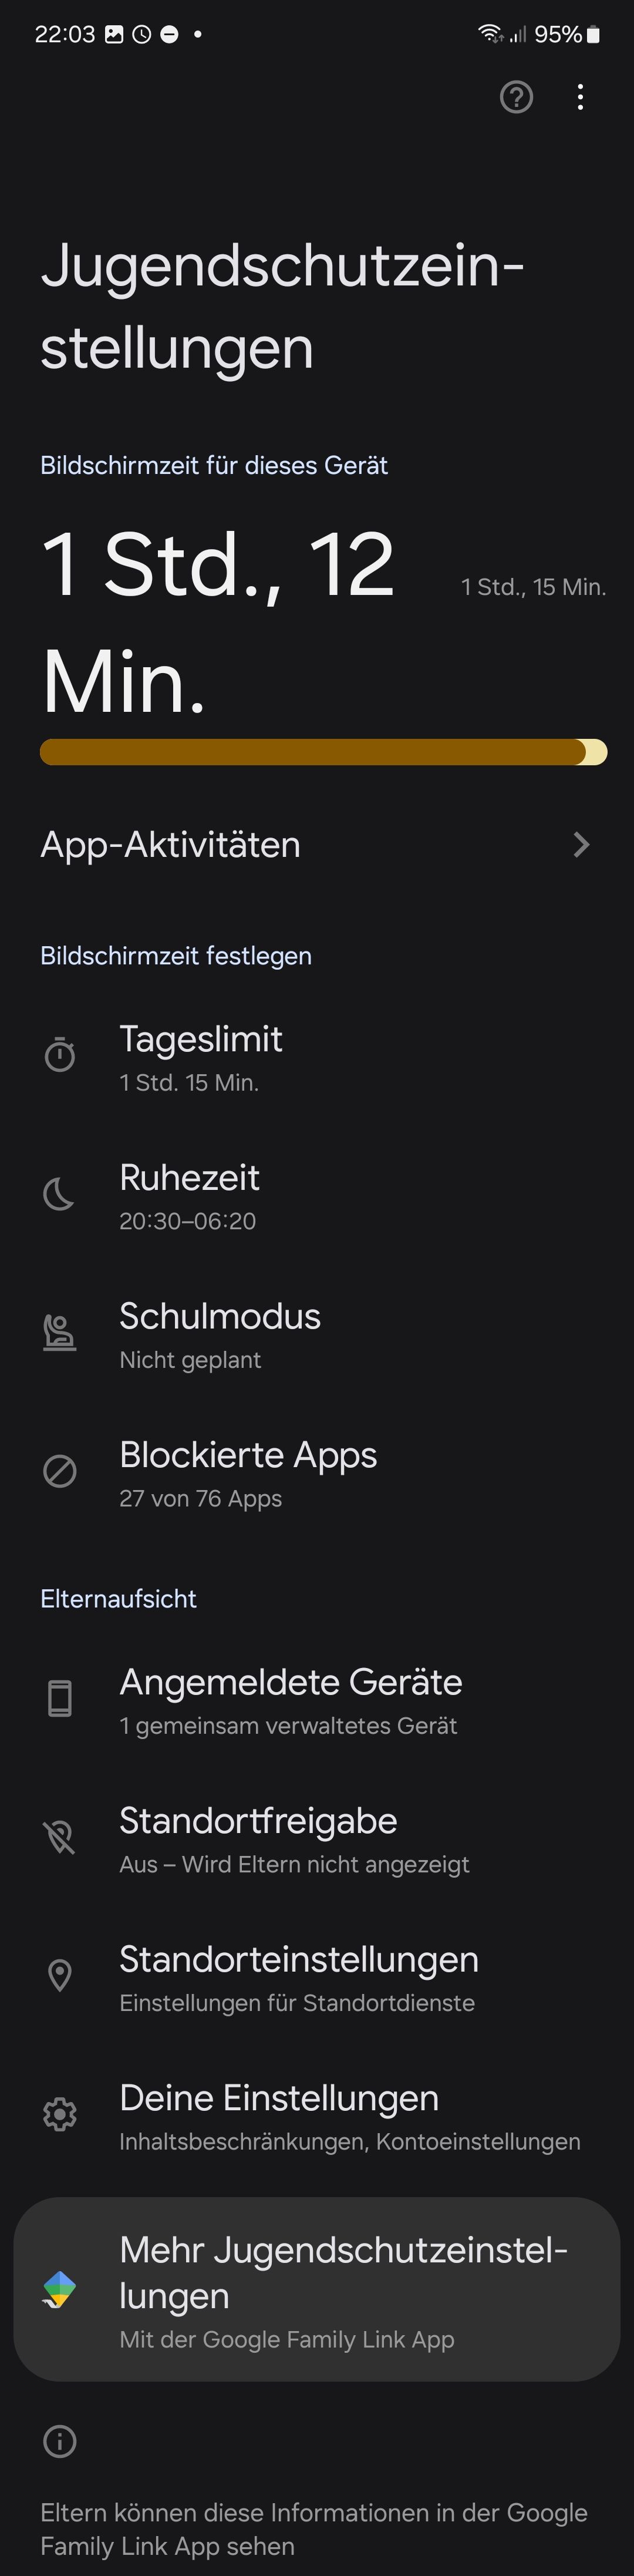 22:03
95%
Jugendschutzein-
stellungen
Bildschirmzeit für dieses Gerät
1 Std., 12
Min.
1 Std., 15 Min.
App-Aktivitäten
Bildschirmzeit festlegen
Tageslimit
1 Std. 15 Min.
Ruhezeit
20:30–06:20
Schulmodus
Nicht geplant
Blockierte Apps
27 von 76 Apps
Elternaufsicht
Angemeldete Geräte
1 gemeinsam verwaltetes Gerät
Standortfreigabe
Aus – Wird Eltern nicht angezeigt
Standorteinstellungen
Einstellungen für Standortdienste
Deine Einstellungen
Inhaltsbeschränkungen, Kontoeinstellungen
Mehr Jugendschutzeinstel-
lungen
Mit der Google Family Link App
Eltern können diese Informationen in der Google
Family Link App sehen